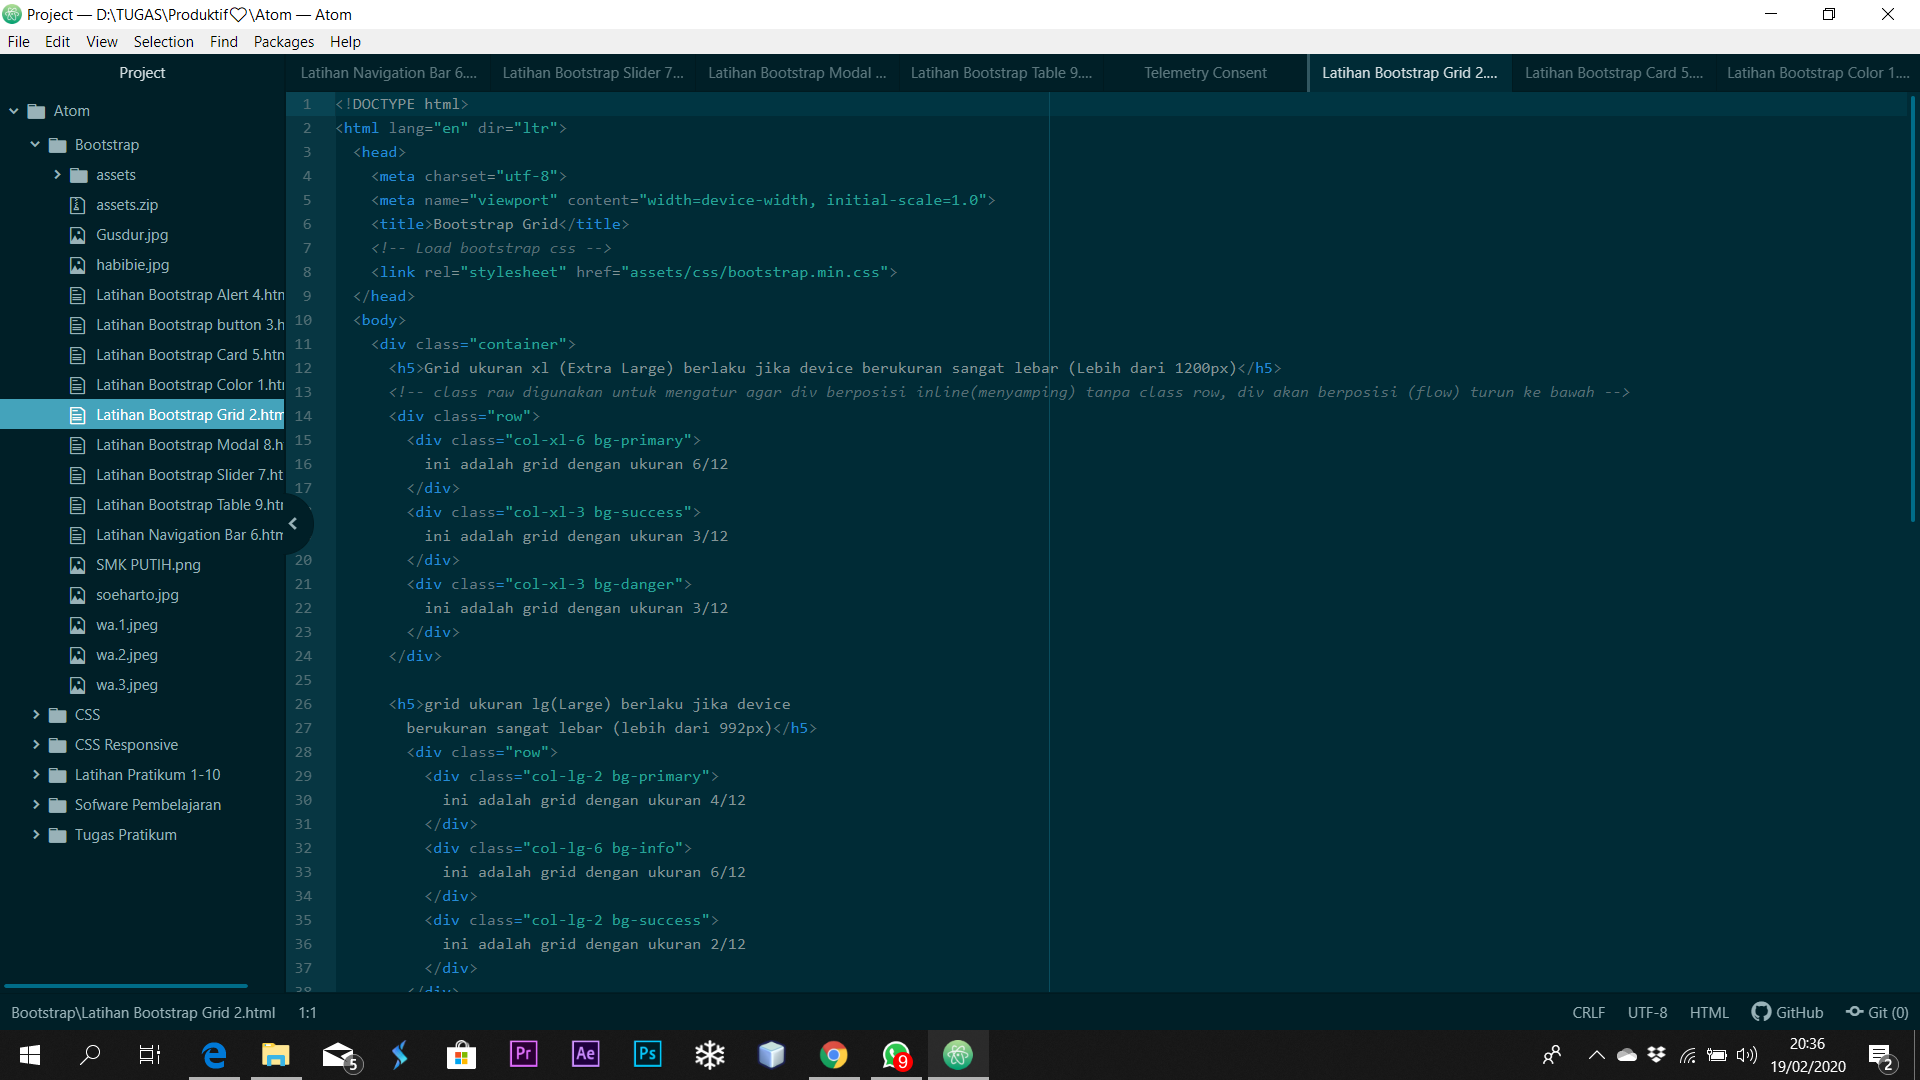 Project — D:\TUGAS\Produktif♡\Atom — Atom
File Edit View Selection Find Packages Help
Project
Latihan Navigation Bar 6.... Latihan Bootstrap Slider 7... Latihan Bootstrap Modal ... Latihan Bootstrap Table 9.... Telemetry Consent Latihan Bootstrap Grid 2.... Latihan Bootstrap Card 5.... Latihan Bootstrap Color 1....
Atom
Bootstrap
assets
assets.zip
Gusdur.jpg
habibie.jpg
Latihan Bootstrap Alert 4.htm
Latihan Bootstrap button 3.h
Latihan Bootstrap Card 5.htm
Latihan Bootstrap Color 1.htm
Latihan Bootstrap Grid 2.htm
Latihan Bootstrap Modal 8.h
Latihan Bootstrap Slider 7.ht
Latihan Bootstrap Table 9.htm
Latihan Navigation Bar 6.htm
SMK PUTIH.png
soeharto.jpg
wa.1.jpeg
wa.2.jpeg
wa.3.jpeg
CSS
CSS Responsive
Latihan Pratikum 1-10
Sofware Pembelajaran
Tugas Pratikum
1 <!DOCTYPE html>
2 <html lang="en" dir="ltr">
3 <head>
4 <meta charset="utf-8">
5 <meta name="viewport" content="width=device-width, initial-scale=1.0">
6 <title>Bootstrap Grid</title>
7 <!-- Load bootstrap css -->
8 <link rel="stylesheet" href="assets/css/bootstrap.min.css">
9 </head>
10 <body>
11 <div class="container">
12 <h5>Grid ukuran xl (Extra Large) berlaku jika device berukuran sangat lebar (Lebih dari 1200px)</h5>
13 <!-- class raw digunakan untuk mengatur agar div berposisi inline(menyamping) tanpa class row, div akan berposisi (flow) turun ke bawah -->
14 <div class="row">
15 <div class="col-xl-6 bg-primary">
16 ini adalah grid dengan ukuran 6/12
17 </div>
<div class="col-xl-3 bg-success">
ini adalah grid dengan ukuran 3/12
20 </div>
21 <div class="col-xl-3 bg-danger">
22 ini adalah grid dengan ukuran 3/12
23 </div>
24 </div>
25
26 <h5>grid ukuran lg(Large) berlaku jika device
27 berukuran sangat lebar (lebih dari 992px)</h5>
28 <div class="row">
29 <div class="col-lg-2 bg-primary">
30 ini adalah grid dengan ukuran 4/12
31 </div>
32 <div class="col-lg-6 bg-info">
33 ini adalah grid dengan ukuran 6/12
34 </div>
35 <div class="col-lg-2 bg-success">
36 ini adalah grid dengan ukuran 2/12
37 </div>
38 </div>
Bootstrap\Latihan Bootstrap Grid 2.html 1:1 CRLF UTF-8 HTML GitHub Git (0)
5 Pr Ae Ps 9
20:36
19/02/2020
2